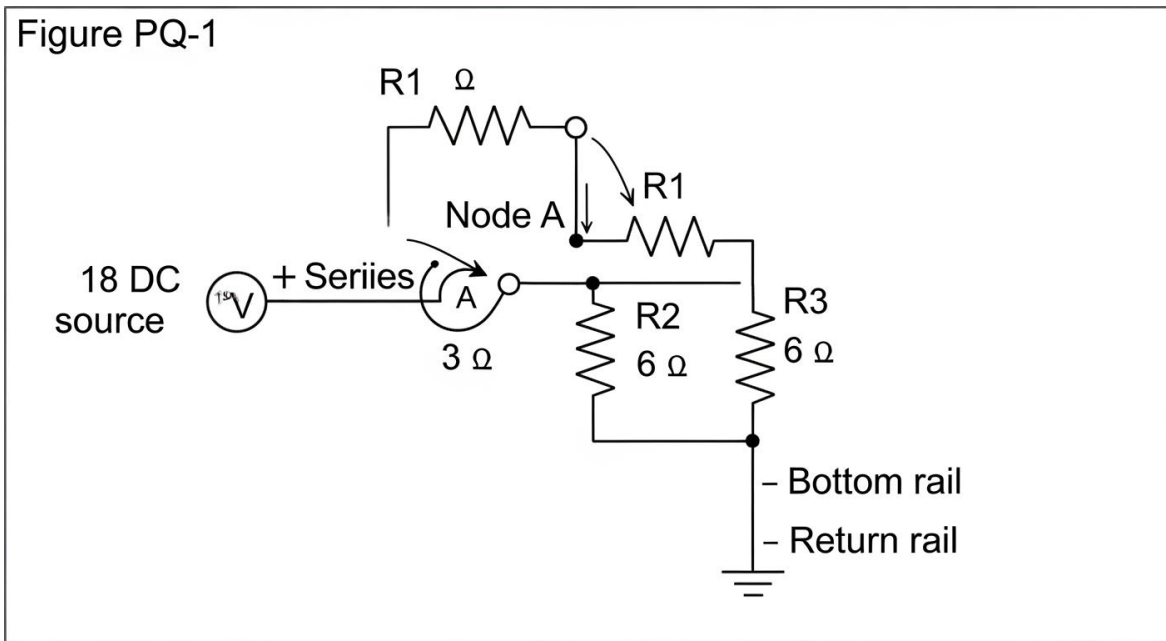 Figure PQ-1
R1 Ω
R1
Node A
18 DC
source
V
+ Seriies
A
3 Ω
R2
6 Ω
R3
6 Ω
– Bottom rail
– Return rail